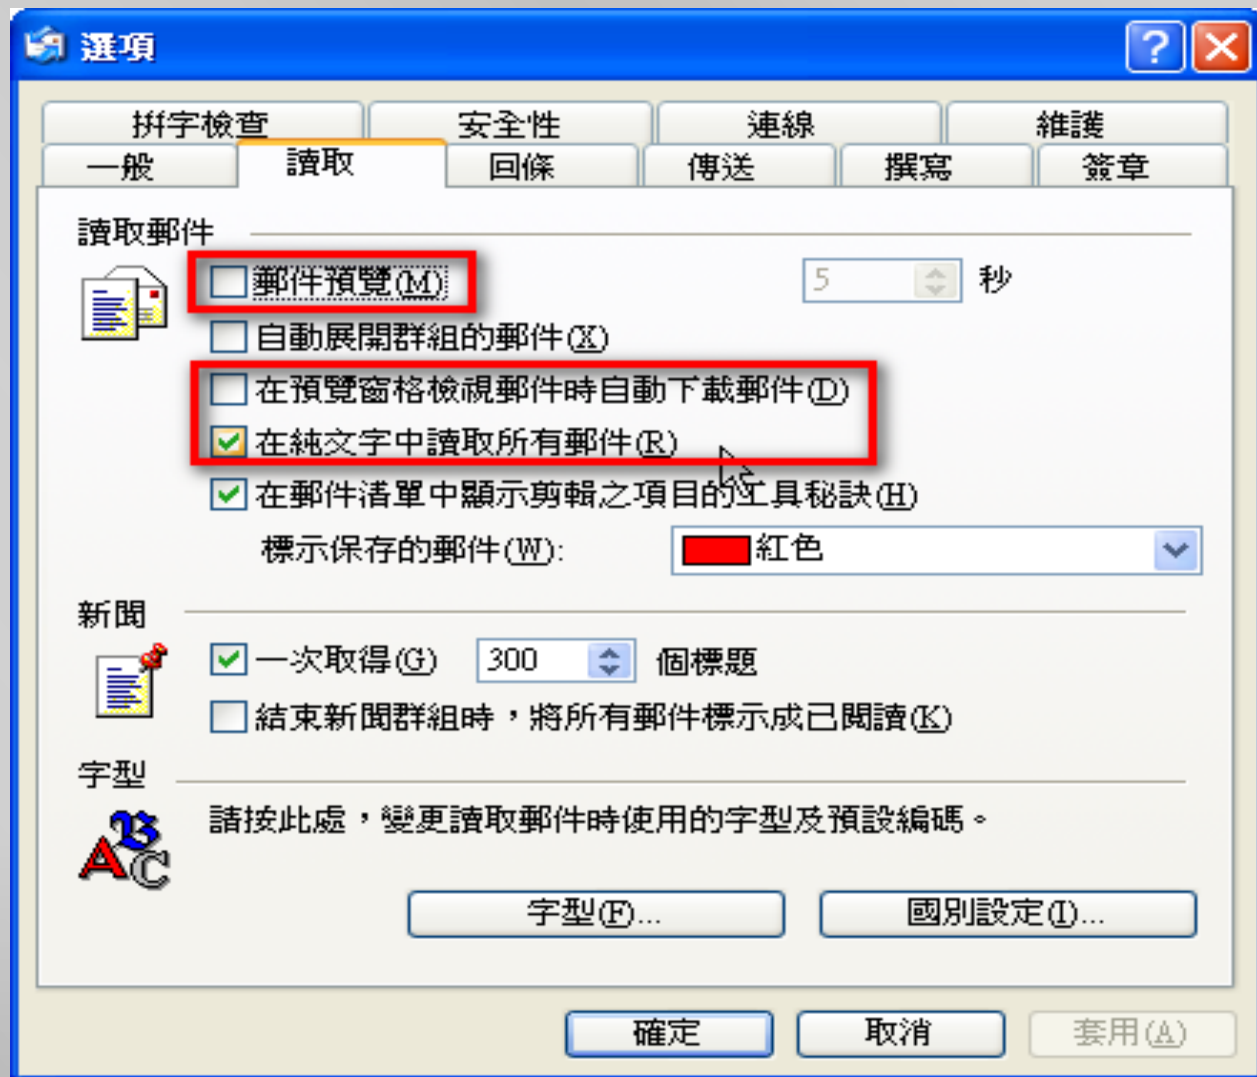 選項
拼字檢查 安全性 連線 維護
一般 讀取 回條 傳送 撰寫 簽章
讀取郵件
郵件預覽(M) 5 秒
自動展開群組的郵件(X)
在預覽窗格檢視郵件時自動下載郵件(D)
在純文字中讀取所有郵件(R)
在郵件清單中顯示剪輯之項目的工具秘訣(H)
標示保存的郵件(W): 紅色
新聞
一次取得(G) 300 個標題
結束新聞群組時，將所有郵件標示成已閱讀(K)
字型
請按此處，變更讀取郵件時使用的字型及預設編碼。
字型(F)... 國別設定(I)...
確定 取消 套用(A)